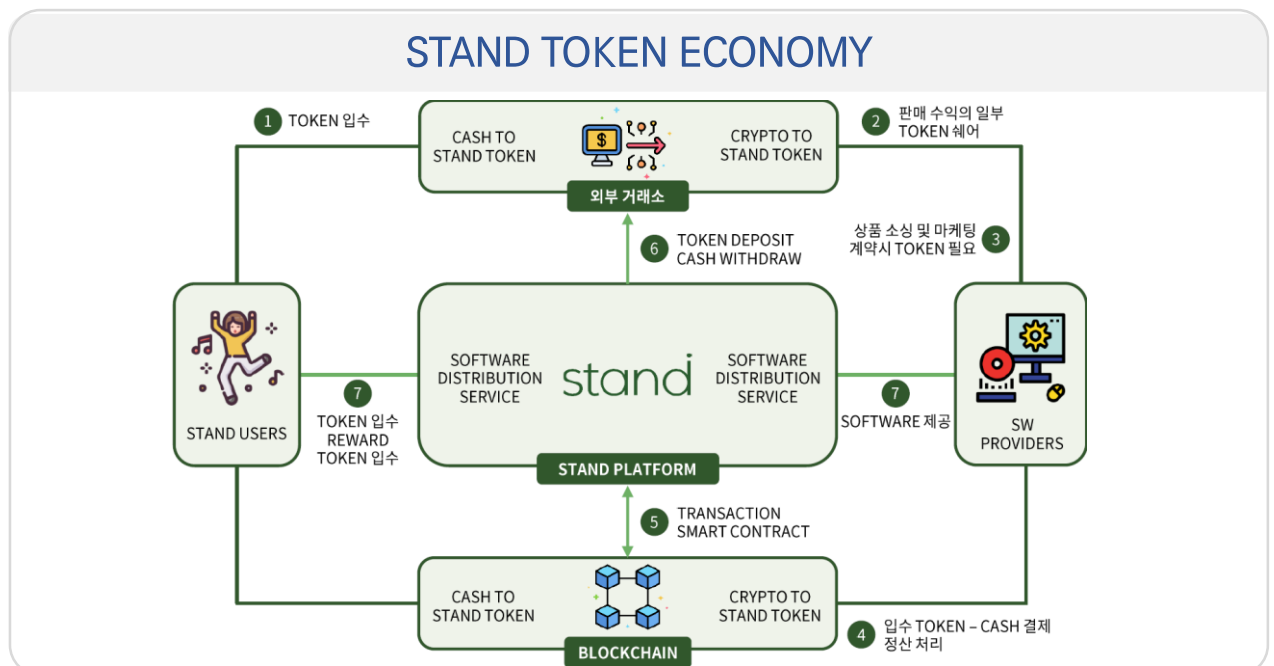 STAND TOKEN ECONOMY
1 TOKEN 입수
CASH TO
STAND TOKEN
$
CRYPTO TO
STAND TOKEN
외부 거래소
2 판매 수익의 일부
TOKEN 쉐어
상품 소싱 및 마케팅
계약시 TOKEN 필요
3
6 TOKEN DEPOSIT
CASH WITHDRAW
STAND USERS
7
TOKEN 입수
REWARD
TOKEN 입수
SOFTWARE
DISTRIBUTION
SERVICE
stand
SOFTWARE
DISTRIBUTION
SERVICE
STAND PLATFORM
7
SOFTWARE 제공
SW
PROVIDERS
5 TRANSACTION
SMART CONTRACT
CASH TO
STAND TOKEN
CRYPTO TO
STAND TOKEN
BLOCKCHAIN
4 입수 TOKEN – CASH 결제
정산 처리